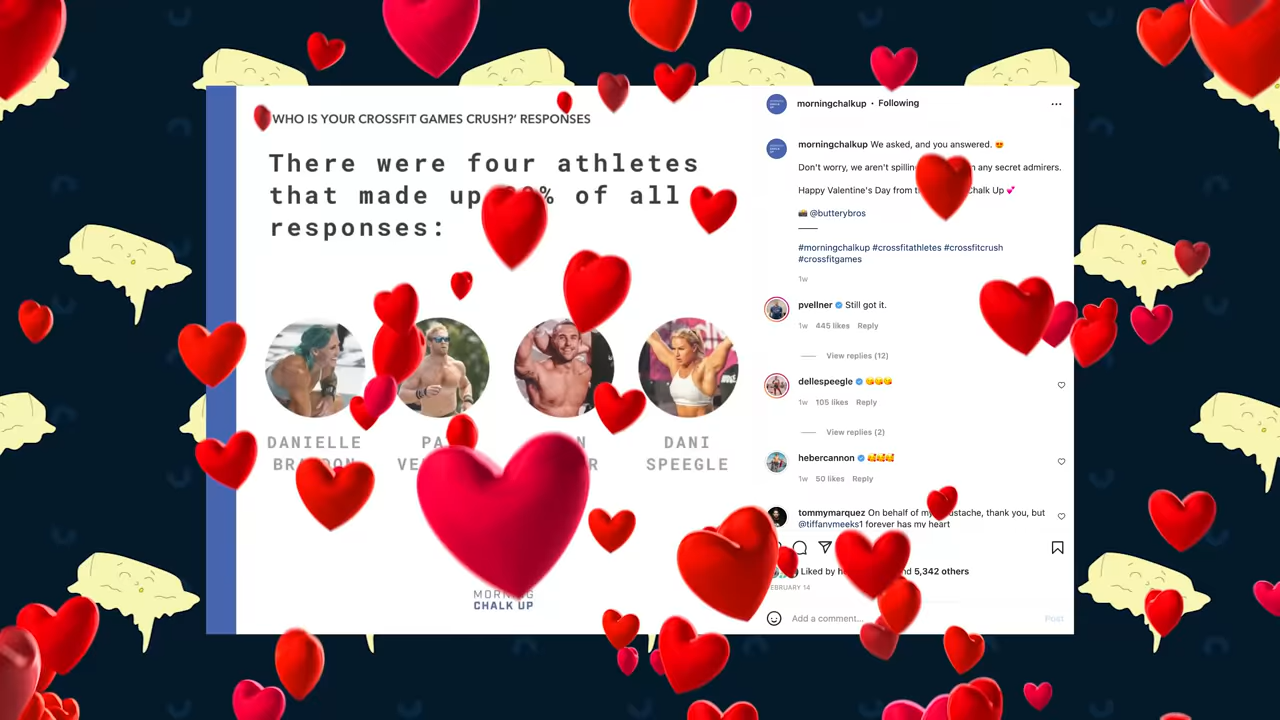 WHO IS YOUR CROSSFIT GAMES CRUSH?' RESPONSES
There were four athletes
that made up % of all
responses:
DANIELLE
DANI
SPEEGLE
CHALK UP
morningchalkup • Following
morningchalkup We asked, and you answered. 😍
Don't worry, we aren't any secret admirers.
Happy Valentine's Day from Chalk Up 💕
📸 @butterybros
#morningchalkup #crossfitathletes #crossfitcrush
#crossfitgames
1w
pvellner Still got it.
1w 445 likes Reply
View replies (12)
dellespeegle 😘😘😘
1w 105 likes Reply
View replies (2)
hebercannon 🥰🥰🥰
1w 50 likes Reply
tommymarquez On behalf of my thank you, but
@tiffanymeeks1 forever has my heart
Liked by 5,342 others
Add a comment...
Post